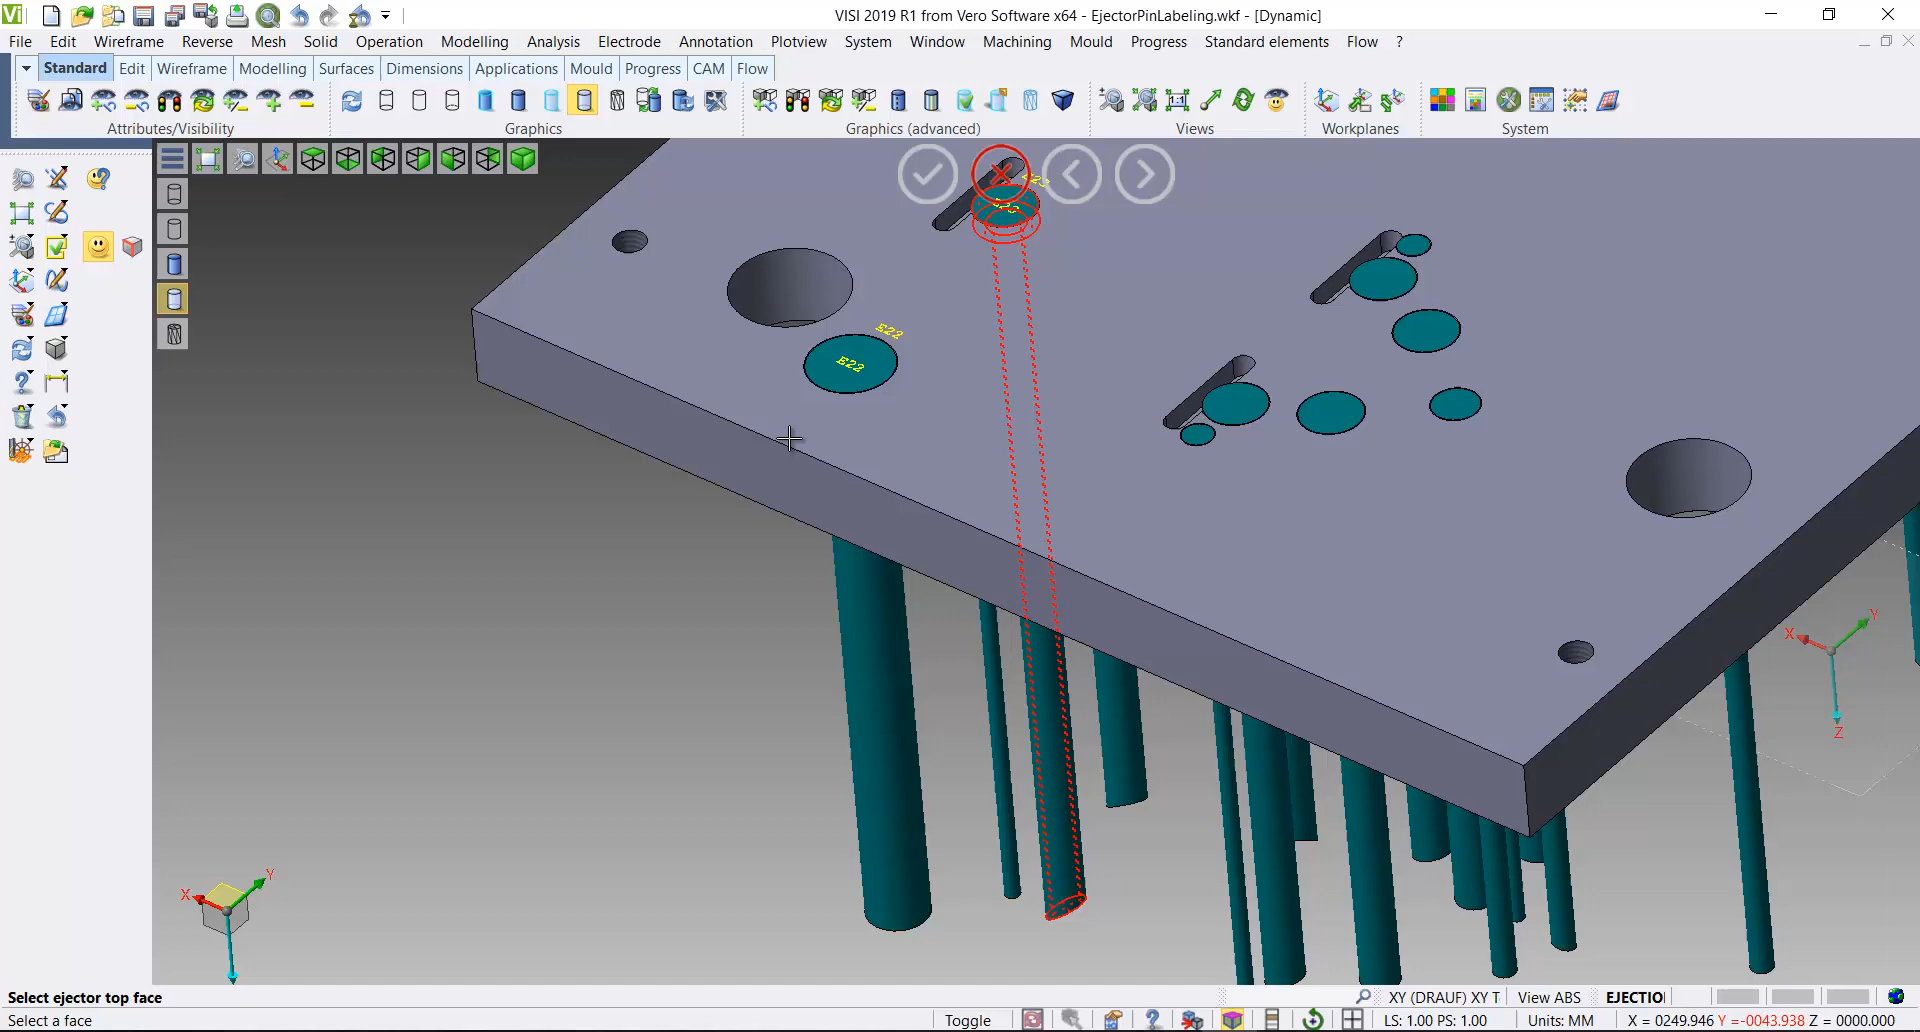 Vi
VISI 2019 R1 from Vero Software x64 - EjectorPinLabeling.wkf - [Dynamic]
File Edit Wireframe Reverse Mesh Solid Operation Modelling Analysis Electrode Annotation Plotview System Window Machining Mould Progress Standard elements Flow ?
Standard Edit Wireframe Modelling Surfaces Dimensions Applications Mould Progress CAM Flow
1:1
Attributes/Visibility Graphics Graphics (advanced) Views Workplanes System
E23
E22
E22
X Y Z
X Y
Select ejector top face XY (DRAUF) XY T View ABS EJECTIO
Select a face Toggle LS: 1.00 PS: 1.00 Units: MM X = 0249.946 Y =-0043.938 Z = 0000.000